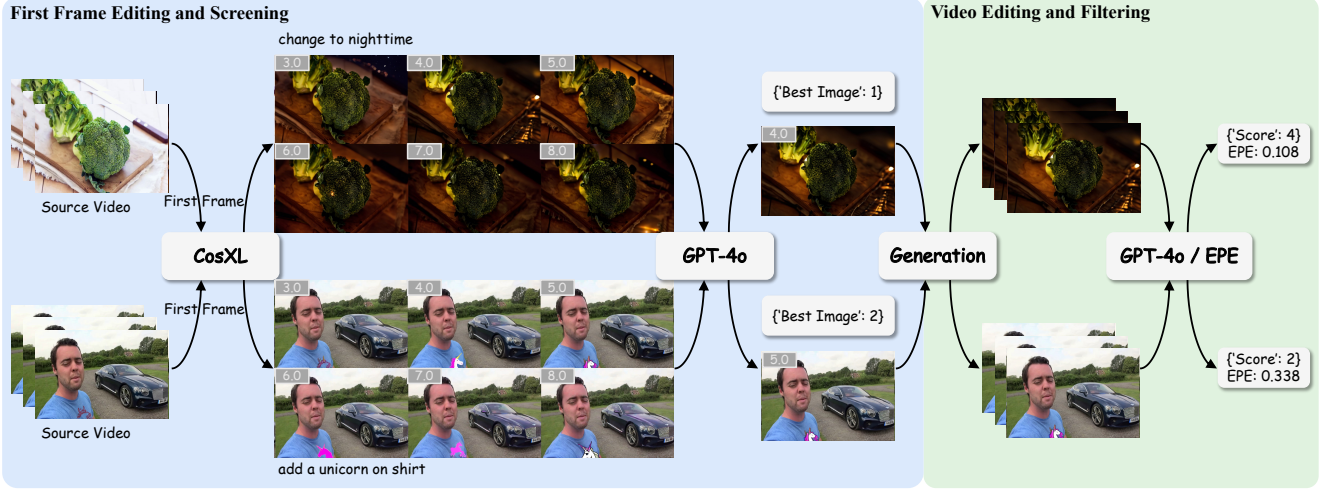 First Frame Editing and Screening
Video Editing and Filtering
change to nighttime
3.0
4.0
5.0
6.0
7.0
8.0
Source Video
First Frame
CosXL
First Frame
Source Video
3.0
4.0
5.0
6.0
7.0
8.0
add a unicorn on shirt
GPT-4o
{'Best Image': 1}
4.0
{'Best Image': 2}
5.0
Generation
GPT-4o / EPE
{'Score': 4}
EPE: 0.108
{'Score': 2}
EPE: 0.338